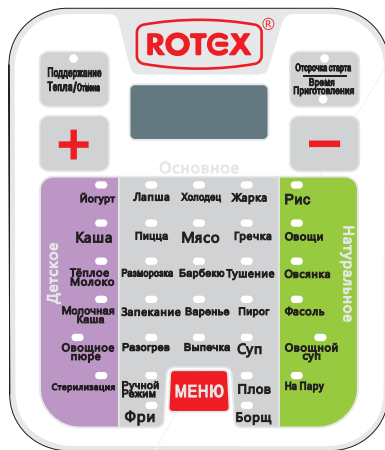 ROTEX®
Поддержание
Тепла/Отмена
Отсрочка старта
Время
Приготовления
+
−
Основное
Детское
Натуральное
Йогурт Лапша Холодец Жарка Рис
Каша Пицца Мясо Гречка Овощи
Тёплое
Молоко
Разморозка Барбекю Тушение Овсянка
Молочная
Каша
Запекание Варенье Пирог Фасоль
Овощное
пюре
Разогрев Выпечка Суп
Овощной
суп
Стерилизация
Ручной
Режим
МЕНЮ
Плов
На Пару
Фри
Борщ